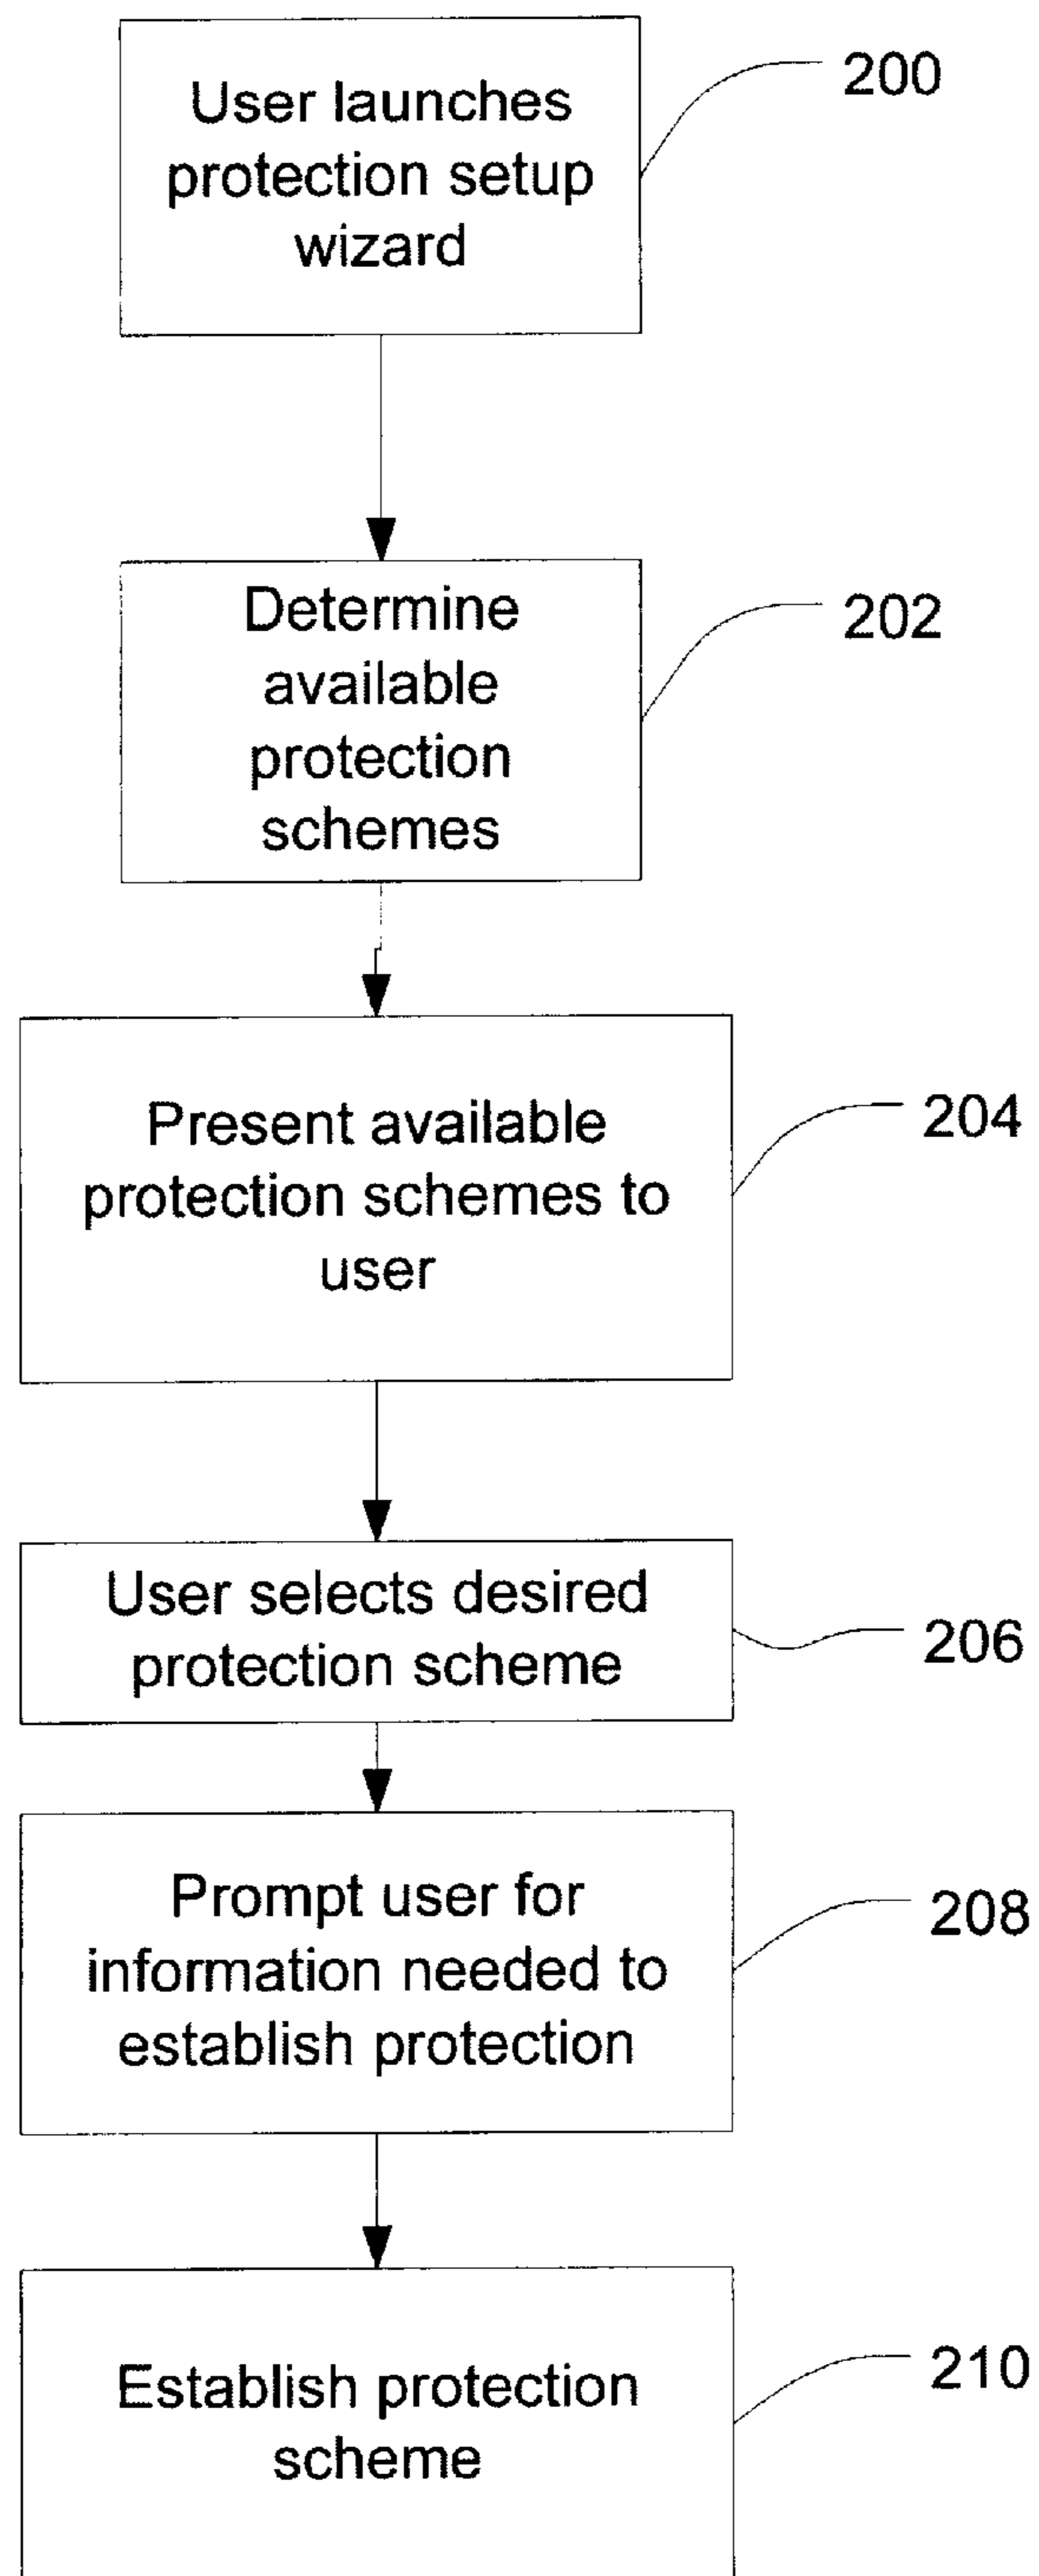 User launches
protection setup
wizard
200
Determine
available
protection
schemes
202
Present available
protection schemes to
user
204
User selects desired
protection scheme
206
Prompt user for
information needed to
establish protection
208
Establish protection
scheme
210